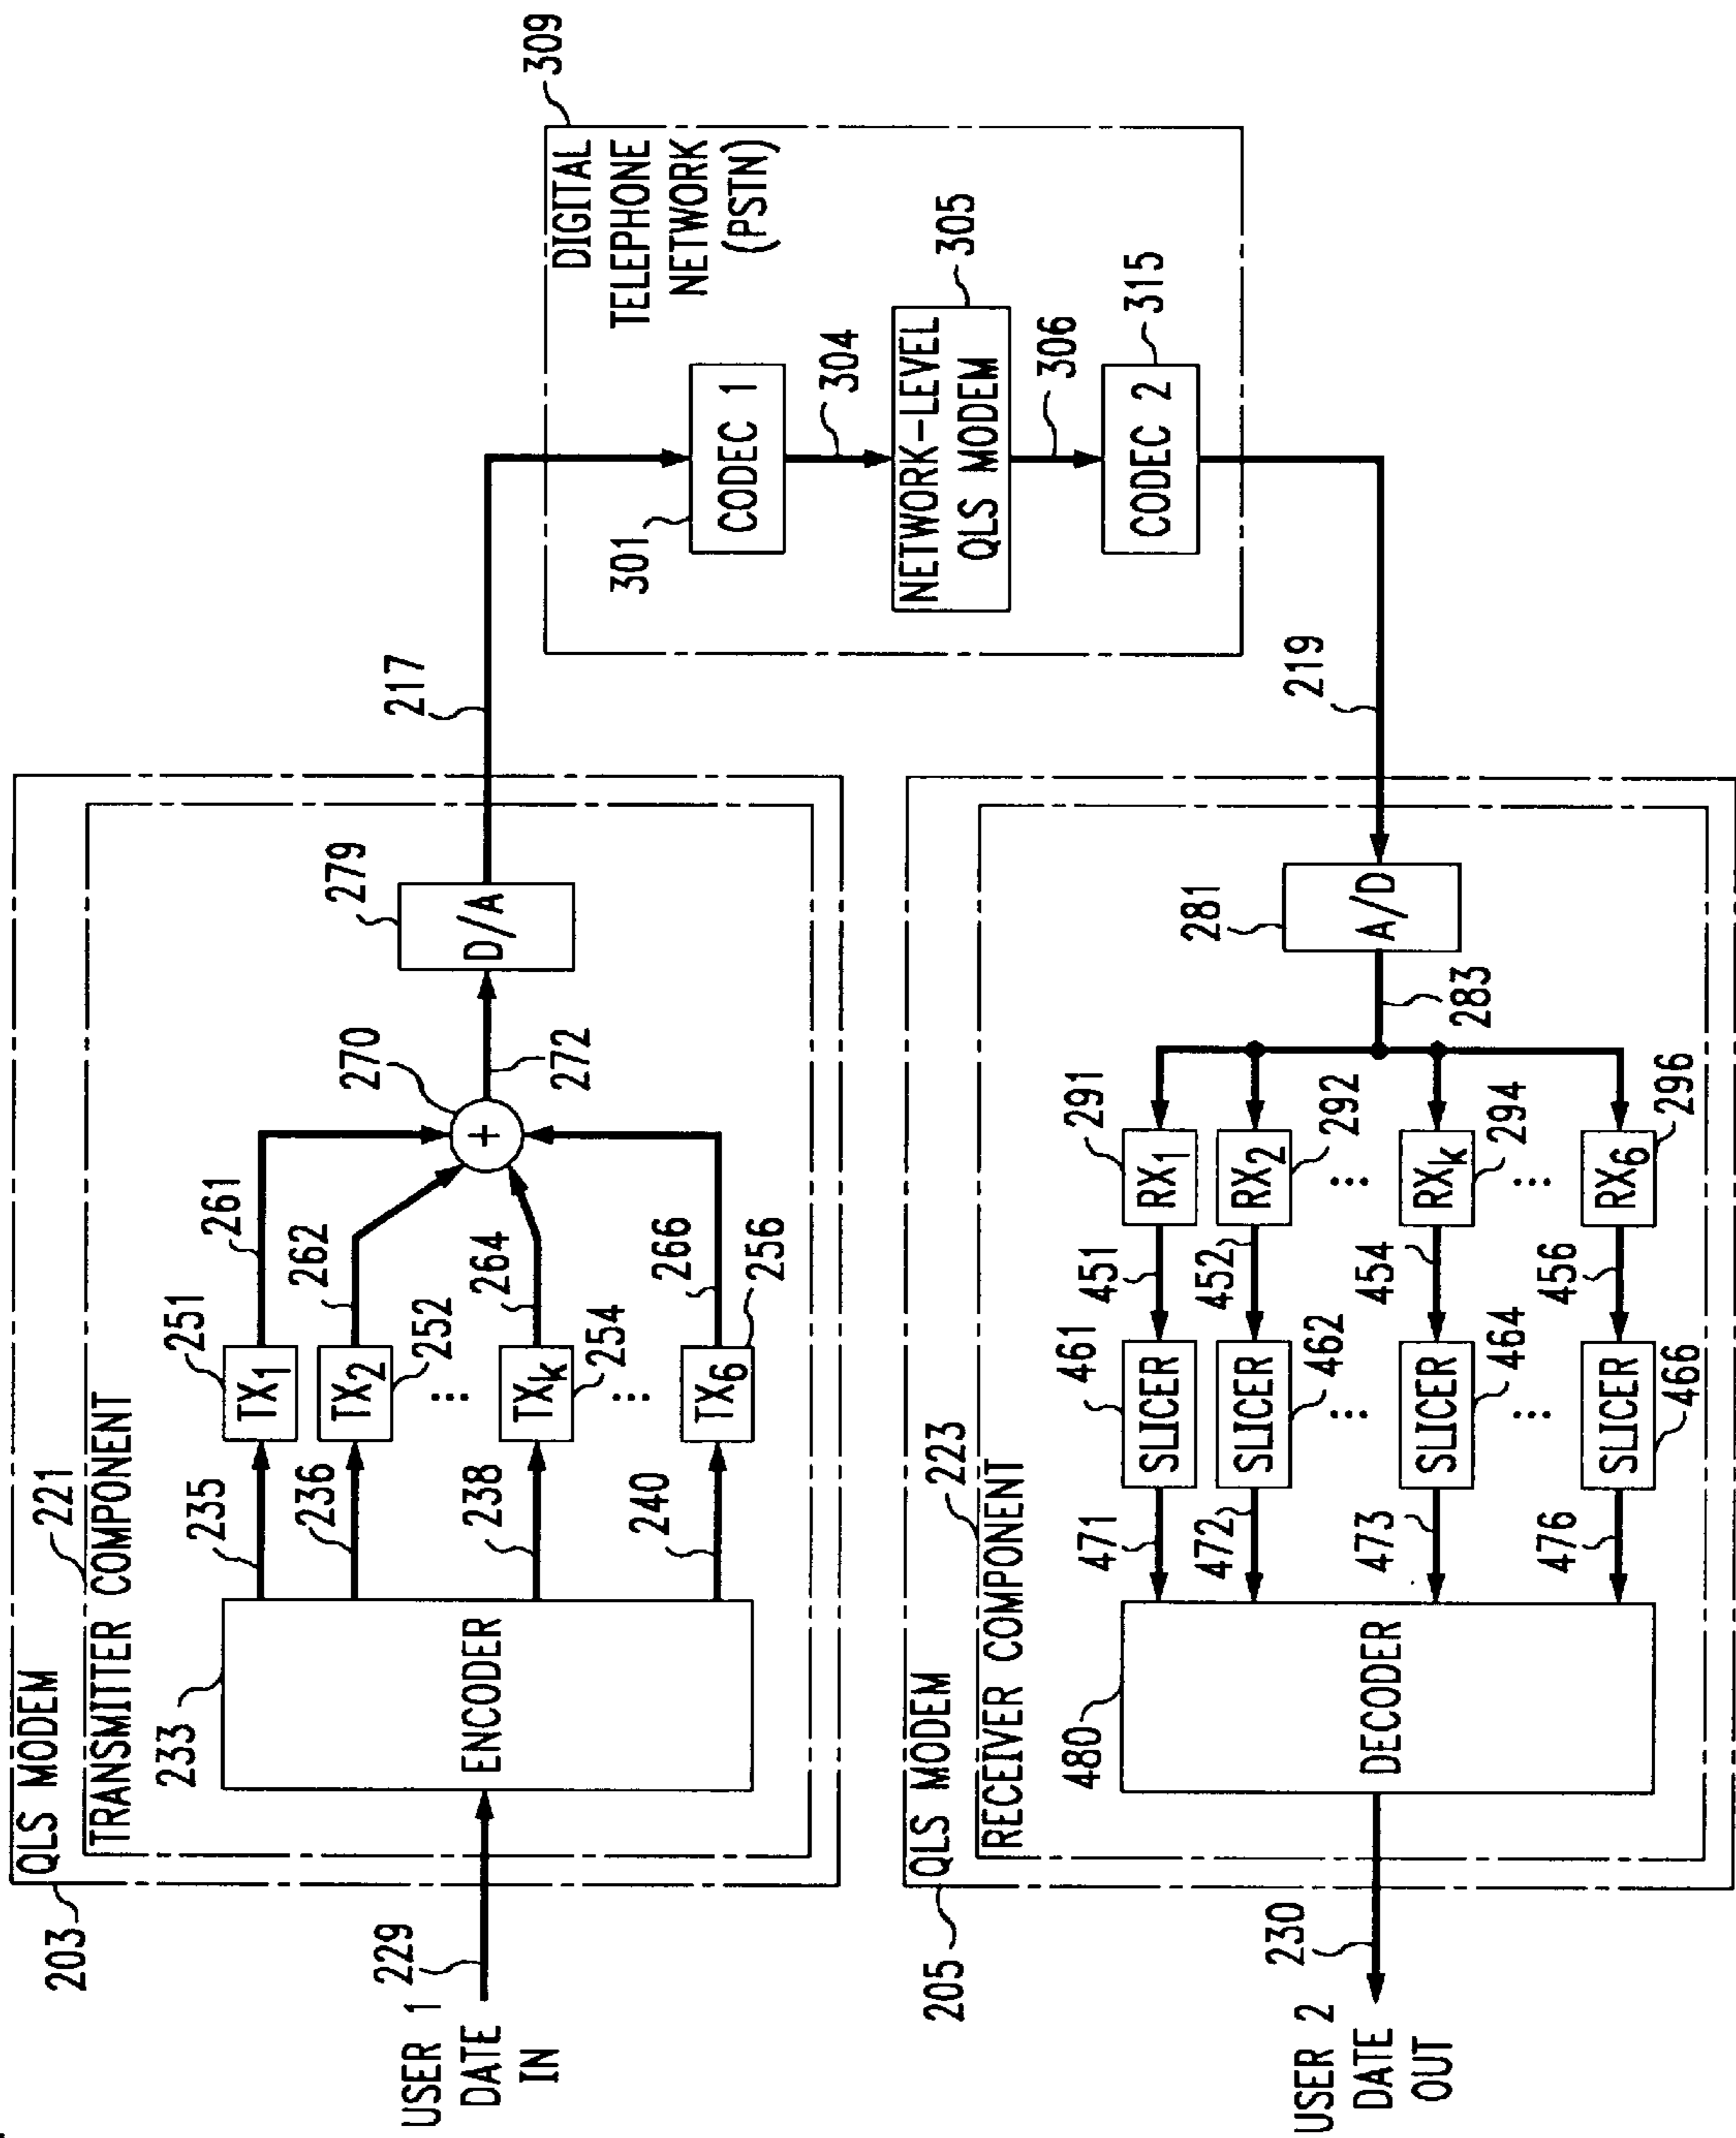 QLS MODEM
203
221
TRANSMITTER COMPONENT
233
ENCODER
USER 1
DATE
IN
229
235
236
238
240
251
TX1
TX2
252
⋮
TXk
254
⋮
TX6
256
261
262
264
266
270
+
272
279
D/A
217
309
DIGITAL
TELEPHONE
NETWORK
(PSTN)
301
CODEC 1
304
NETWORK-LEVEL
QLS MODEM
305
306
CODEC 2
315
219
QLS MODEM
205
223
RECEIVER COMPONENT
480
DECODER
USER 2
DATE
OUT
230
471
472
473
476
461
SLICER
SLICER
462
⋮
SLICER
464
⋮
SLICER
466
451
452
454
456
291
RX1
RX2
292
⋮
RXk
294
⋮
RX6
296
283
281
A/D